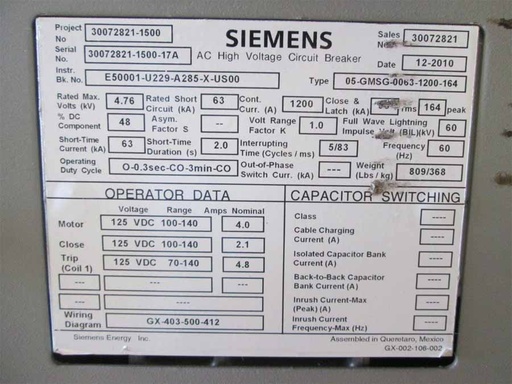 Project No 30072821-1500 SIEMENS Sales 30072821
Serial No. 30072821-1500-17A AC High Voltage Circuit Breaker Date 12-2010
Instr. Bk. No. E50001-U229-A285-X-US00 Type 05-GMSG-0063-1200-164
Rated Max. Volts (kV) 4.76 Rated Short Circuit (kA) 63 Cont. Curr. (A) 1200 Close & Latch (kA) rms 164 peak
% DC Component 48 Asym. Factor S -- Volt Range Factor K 1.0 Full Wave Lightning Impulse Volt (BIL)(kV) 60
Short-Time Current (kA) 63 Short-Time Duration (s) 2.0 Interrupting Time (Cycles / ms) 5/83 Frequency (Hz) 60
Operating Duty Cycle O-0.3sec-CO-3min-CO Out-of-Phase Switch Curr. (kA) --- Weight (Lbs / kg) 809/368
OPERATOR DATA
Voltage Range Amps Nominal
Motor 125 VDC 100-140 4.0
Close 125 VDC 100-140 2.1
Trip (Coil 1) 125 VDC 70-140 4.8
--- --- ---
--- --- ---
Wiring Diagram GX-403-500-412
Siemens Energy Inc.
CAPACITOR SWITCHING
Class ----
Cable Charging Current (A) ----
Isolated Capacitor Bank Current (A) ----
Back-to-Back Capacitor Bank Current (A) ----
Inrush Current-Max (Peak) (A) ----
Inrush Current Frequency-Max (Hz) ----
Assembled in Queretaro, Mexico
GX-002-108-002